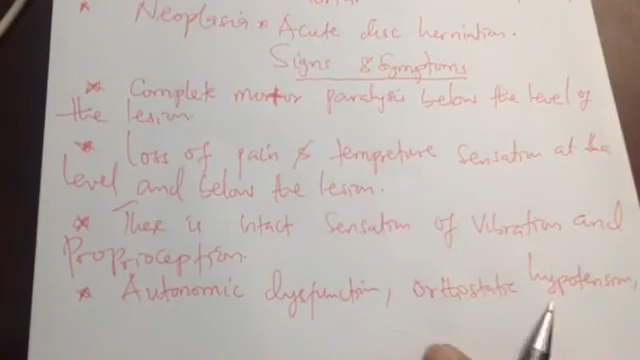 * Neoplasia * Acute disc herniation.
Signs & Symptoms
* Complete motor paralysis below the level of
the lesion
* Loss of pain & tempreture sensation at the
level and below the lesion.
* There is intact sensation of vibration and
Proprioception.
* Autonomic dysfunction, orthostatic hypotension,